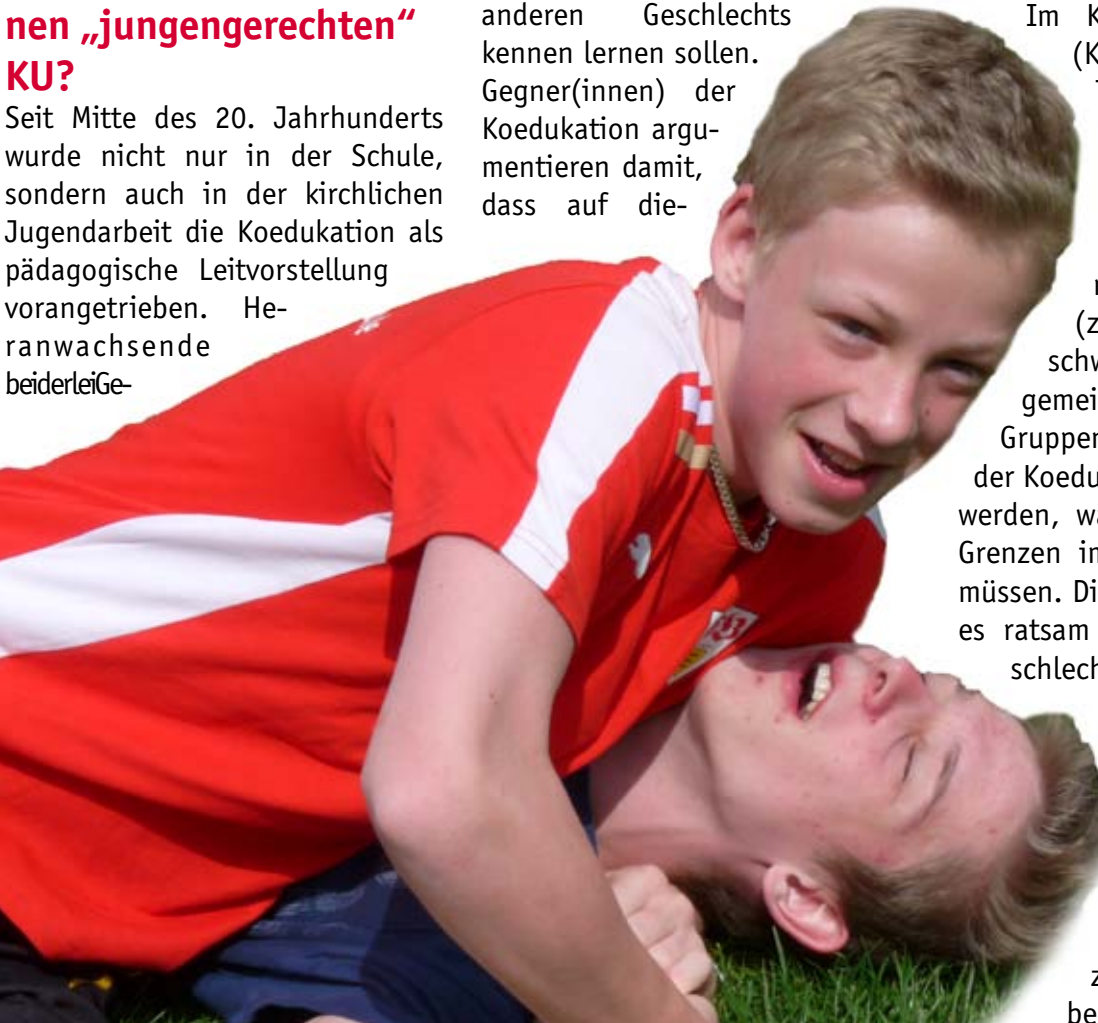 nen „jungengerechten“
KU?
Seit Mitte des 20. Jahrhunderts
wurde nicht nur in der Schule,
sondern auch in der kirchlichen
Jugendarbeit die Koedukation als
pädagogische Leitvorstellung
vorangetrieben. He-
ranwachsende
beiderleiGe-
anderen Geschlechts
kennen lernen sollen.
Gegner(innen) der
Koedukation argu-
mentieren damit,
dass auf die-
Im K
(K
(z
schw
gemei
Gruppen
der Koedu
werden, wa
Grenzen in
müssen. Di
es ratsam
schlech
z
be